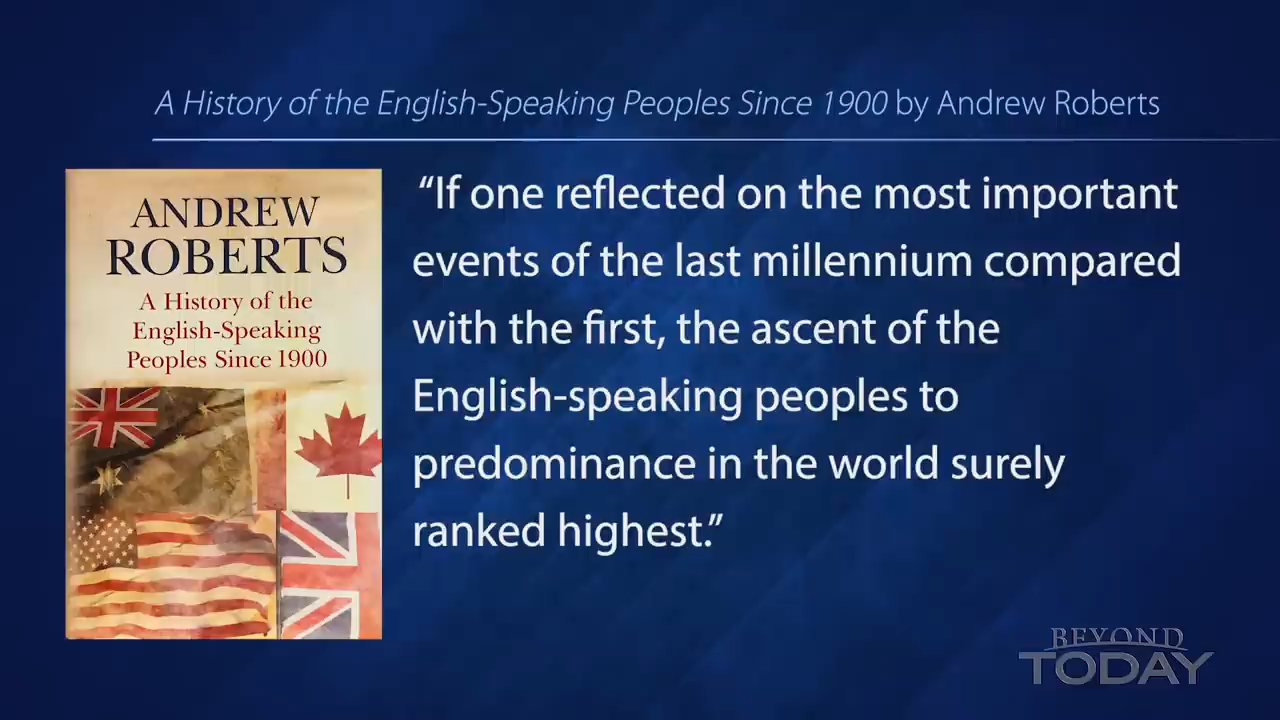 A History of the English-Speaking Peoples Since 1900 by Andrew Roberts
ANDREW
ROBERTS
A History of the
English-Speaking
Peoples Since 1900
“If one reflected on the most important
events of the last millennium compared
with the first, the ascent of the
English-speaking peoples to
predominance in the world surely
ranked highest.”
BEYOND
TODAY